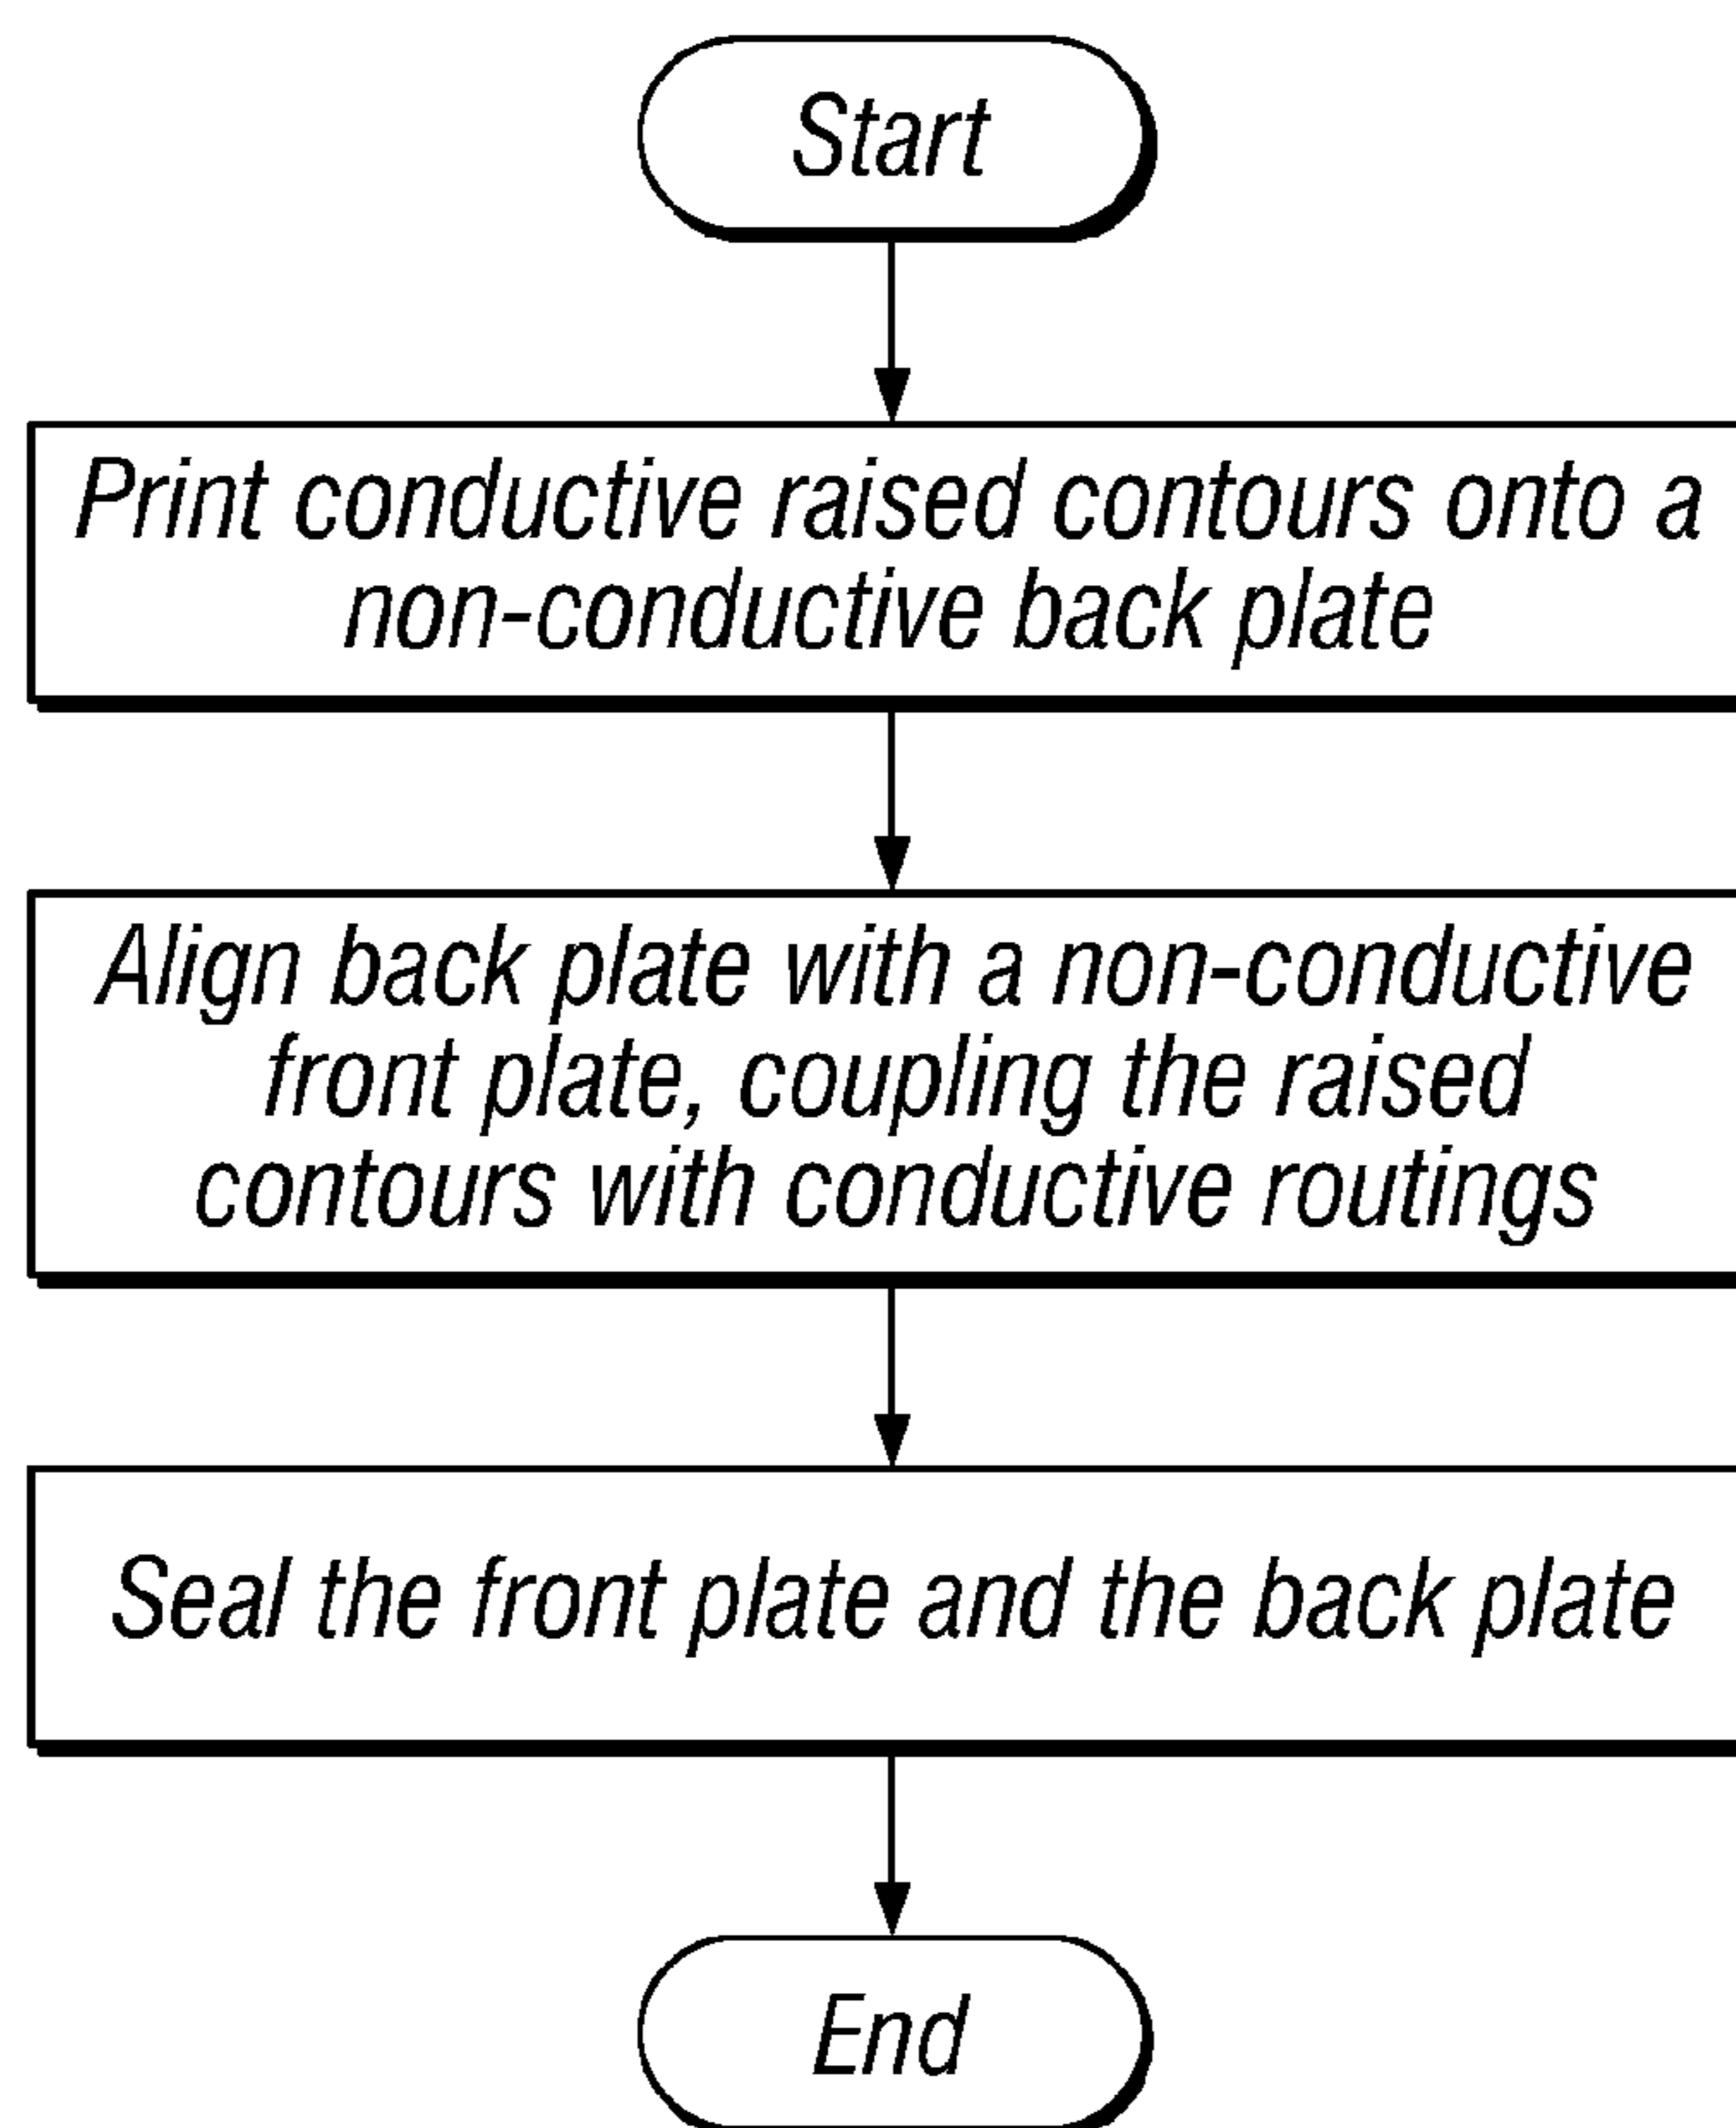 Start
Print conductive raised contours onto a
non-conductive back plate
Align back plate with a non-conductive
front plate, coupling the raised
contours with conductive routings
Seal the front plate and the back plate
End